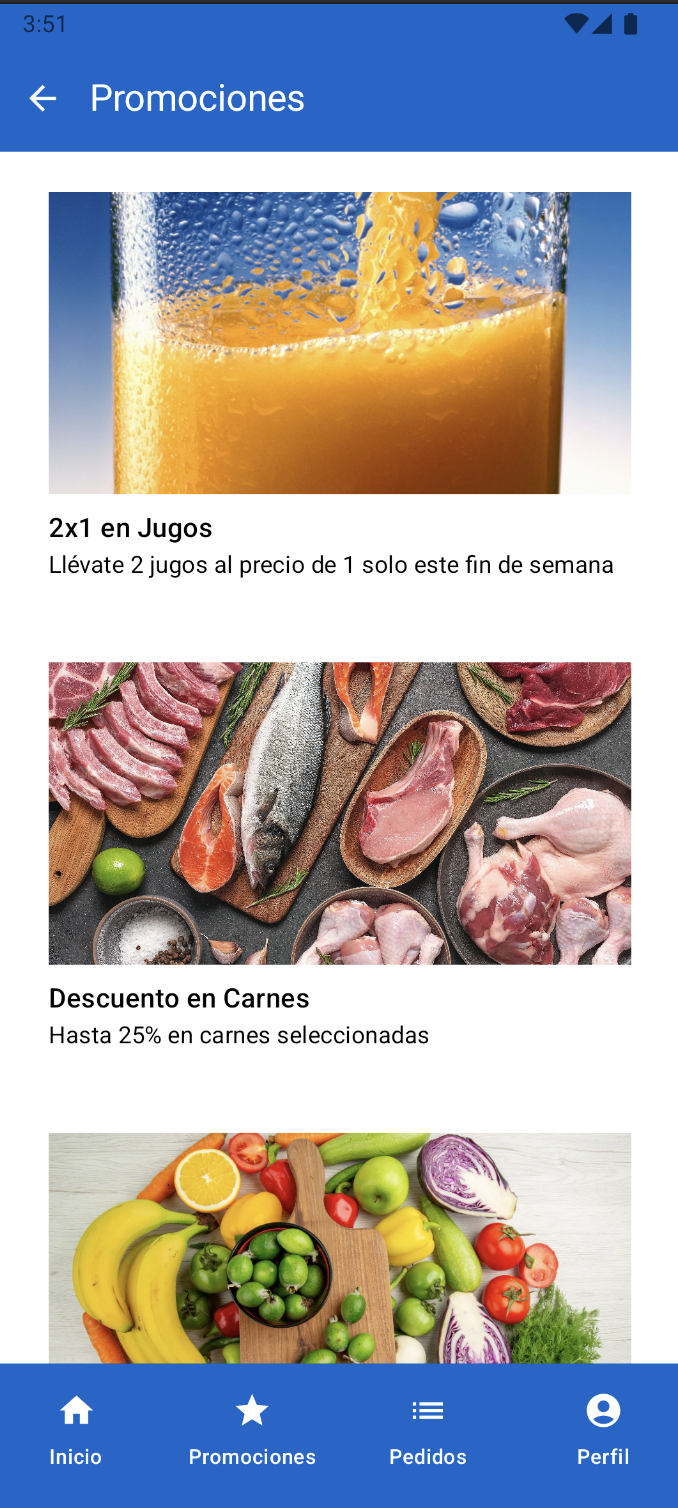 3:51
Promociones
2x1 en Jugos
Llévate 2 jugos al precio de 1 solo este fin de semana
Descuento en Carnes
Hasta 25% en carnes seleccionadas
Inicio
Promociones
Pedidos
Perfil